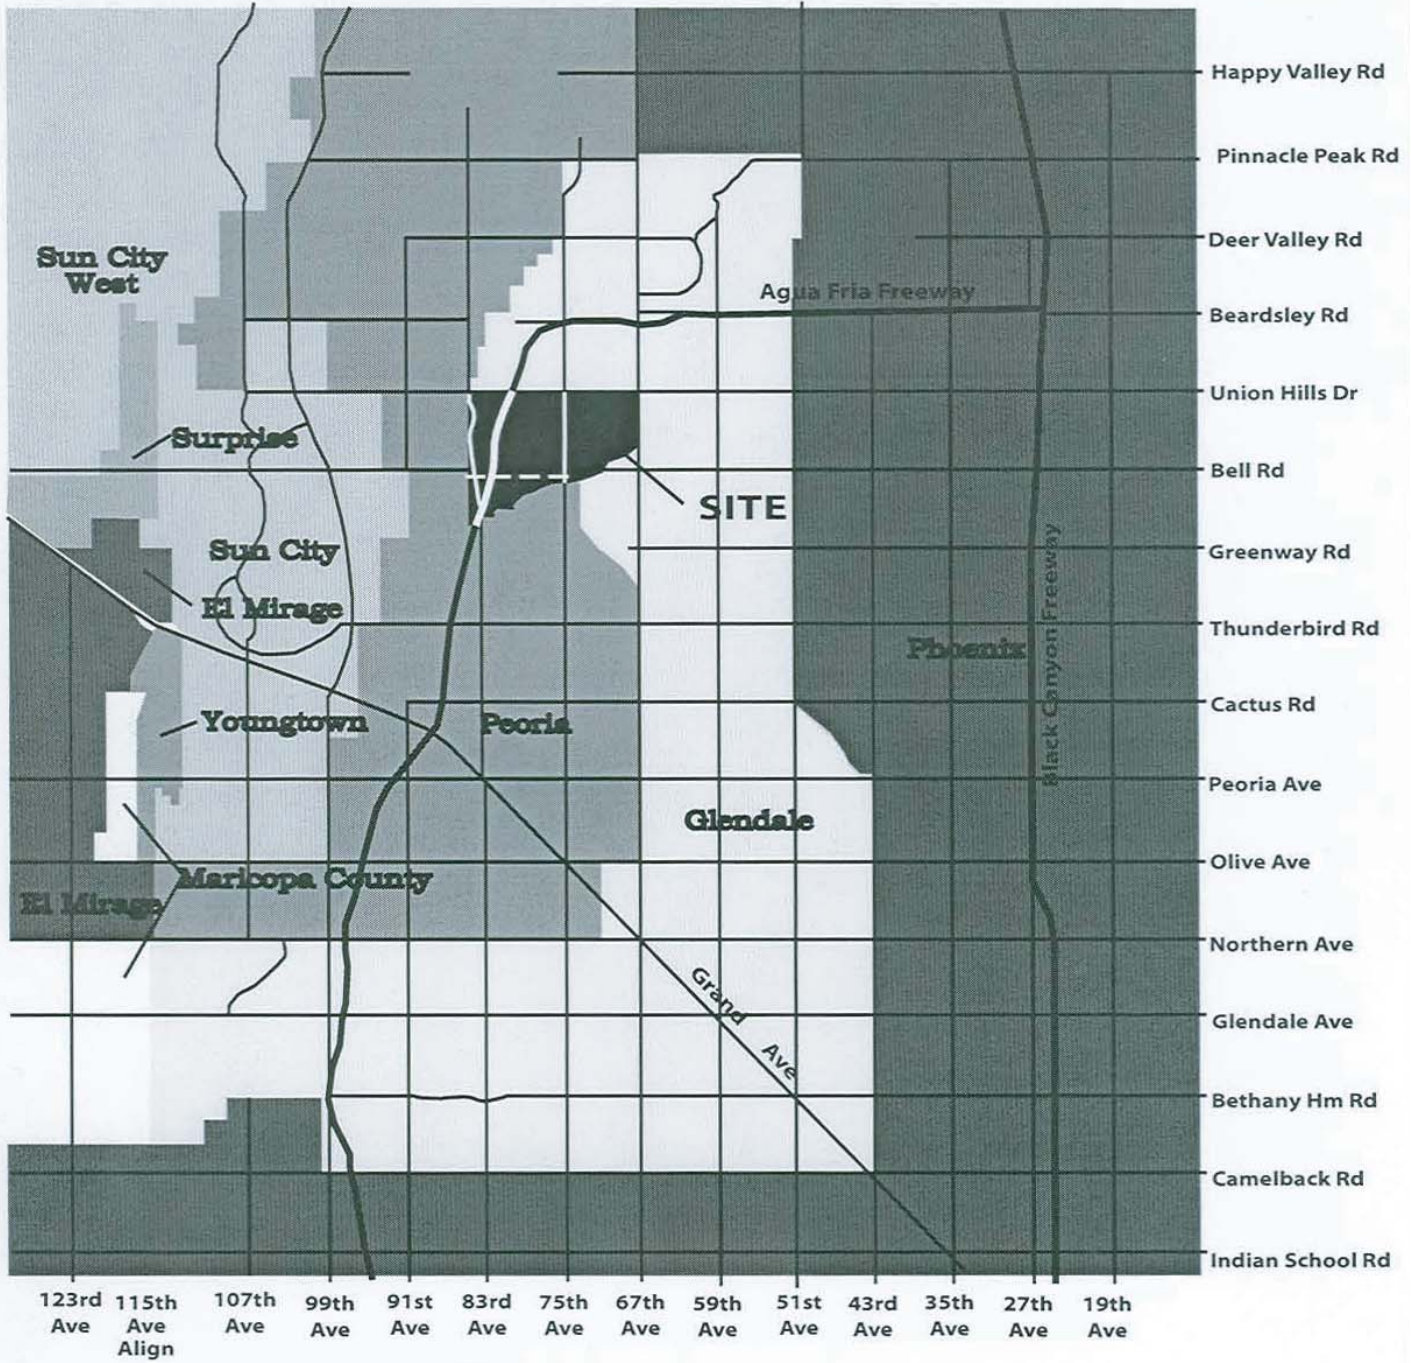 Happy Valley Rd
Pinnacle Peak Rd
Deer Valley Rd
Sun City
West
Agua Fria Freeway
Beardsley Rd
Union Hills Dr
Surprise
Bell Rd
SITE
Sun City
Greenway Rd
El Mirage
Thunderbird Rd
Phoenix
Black Canyon Freeway
Cactus Rd
Youngtown
Peoria
Peoria Ave
Glendale
Olive Ave
Maricopa County
El Mirage
Northern Ave
Grand Ave
Glendale Ave
Bethany Hm Rd
Camelback Rd
Indian School Rd
123rd
Ave
115th
Ave
Align
107th
Ave
99th
Ave
91st
Ave
83rd
Ave
75th
Ave
67th
Ave
59th
Ave
51st
Ave
43rd
Ave
35th
Ave
27th
Ave
19th
Ave